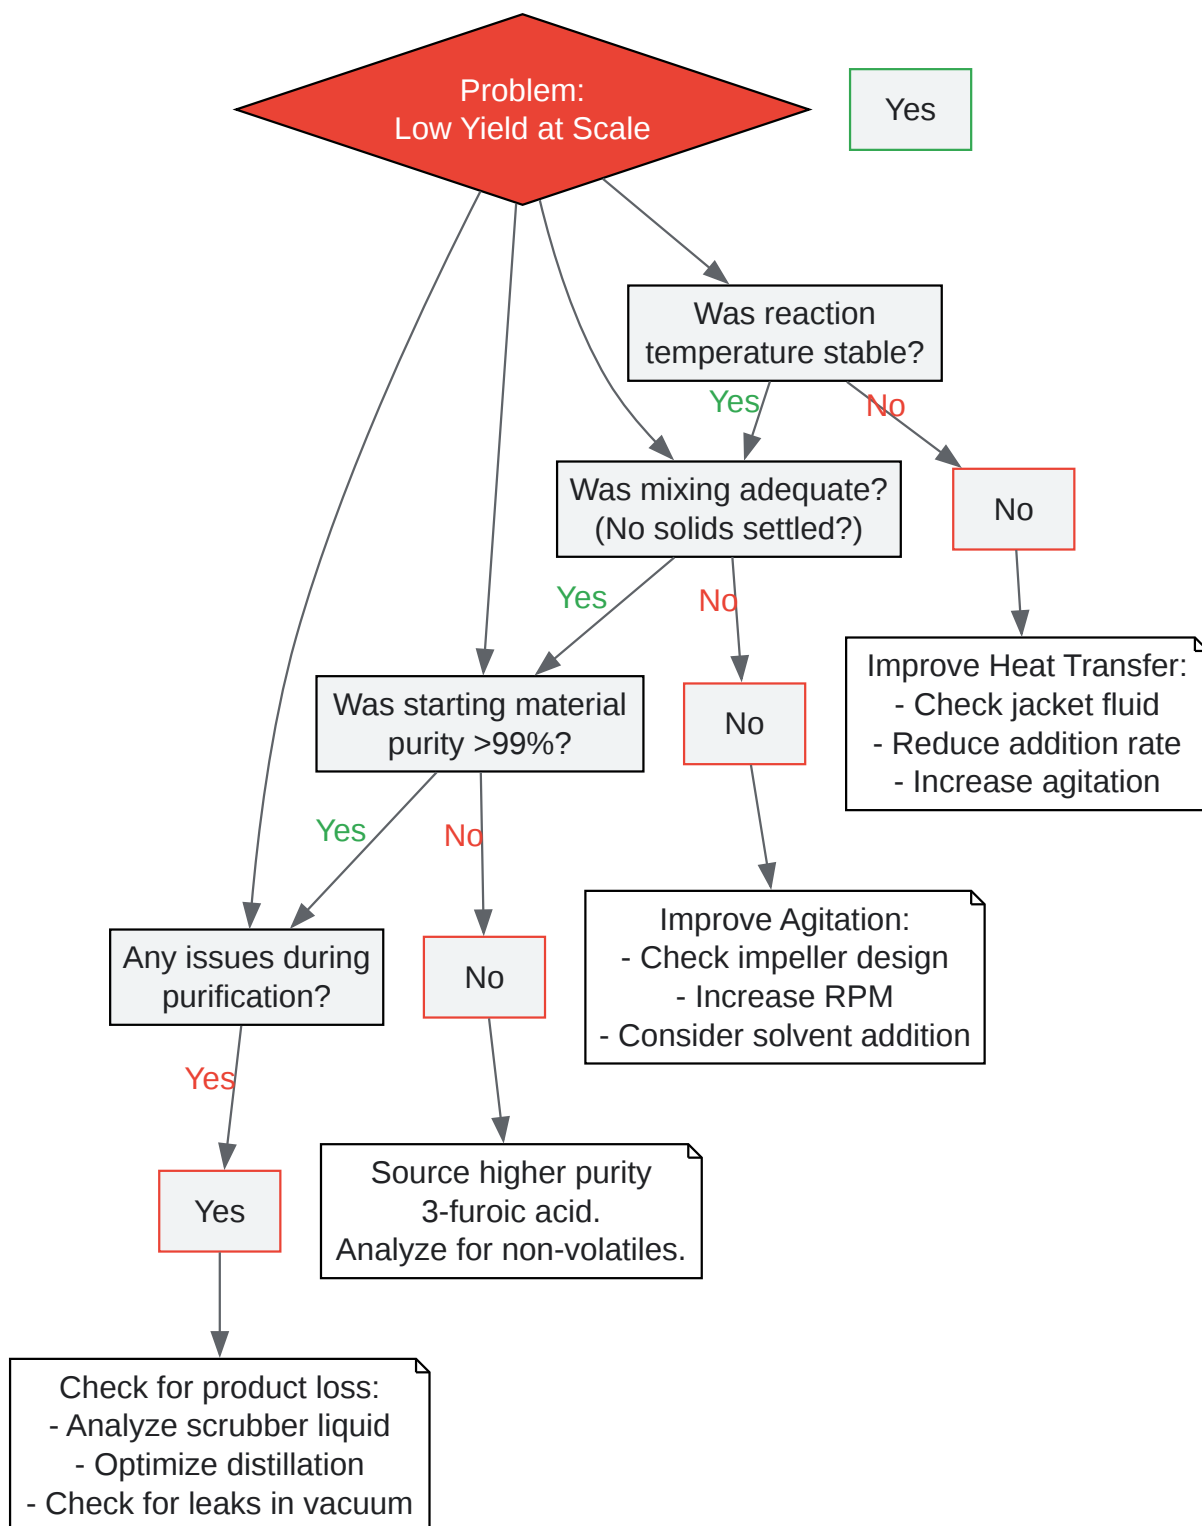 Problem:
Low Yield at Scale
Yes
Was reaction
temperature stable?
Yes
No
Was mixing adequate?
(No solids settled?)
No
Yes
No
Improve Heat Transfer:
- Check jacket fluid
- Reduce addition rate
- Increase agitation
Was starting material
purity >99%?
No
Yes
No
Improve Agitation:
- Check impeller design
- Increase RPM
- Consider solvent addition
Any issues during
purification?
No
Yes
Source higher purity
3-furoic acid.
Analyze for non-volatiles.
Yes
Check for product loss:
- Analyze scrubber liquid
- Optimize distillation
- Check for leaks in vacuum